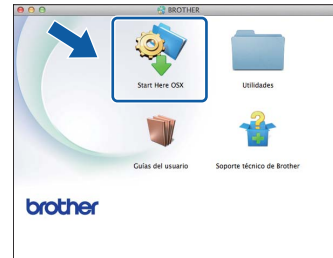 BROTHER
Start Here OSX
Utilidades
Guías del usuario
Soporte técnico de Brother
brother